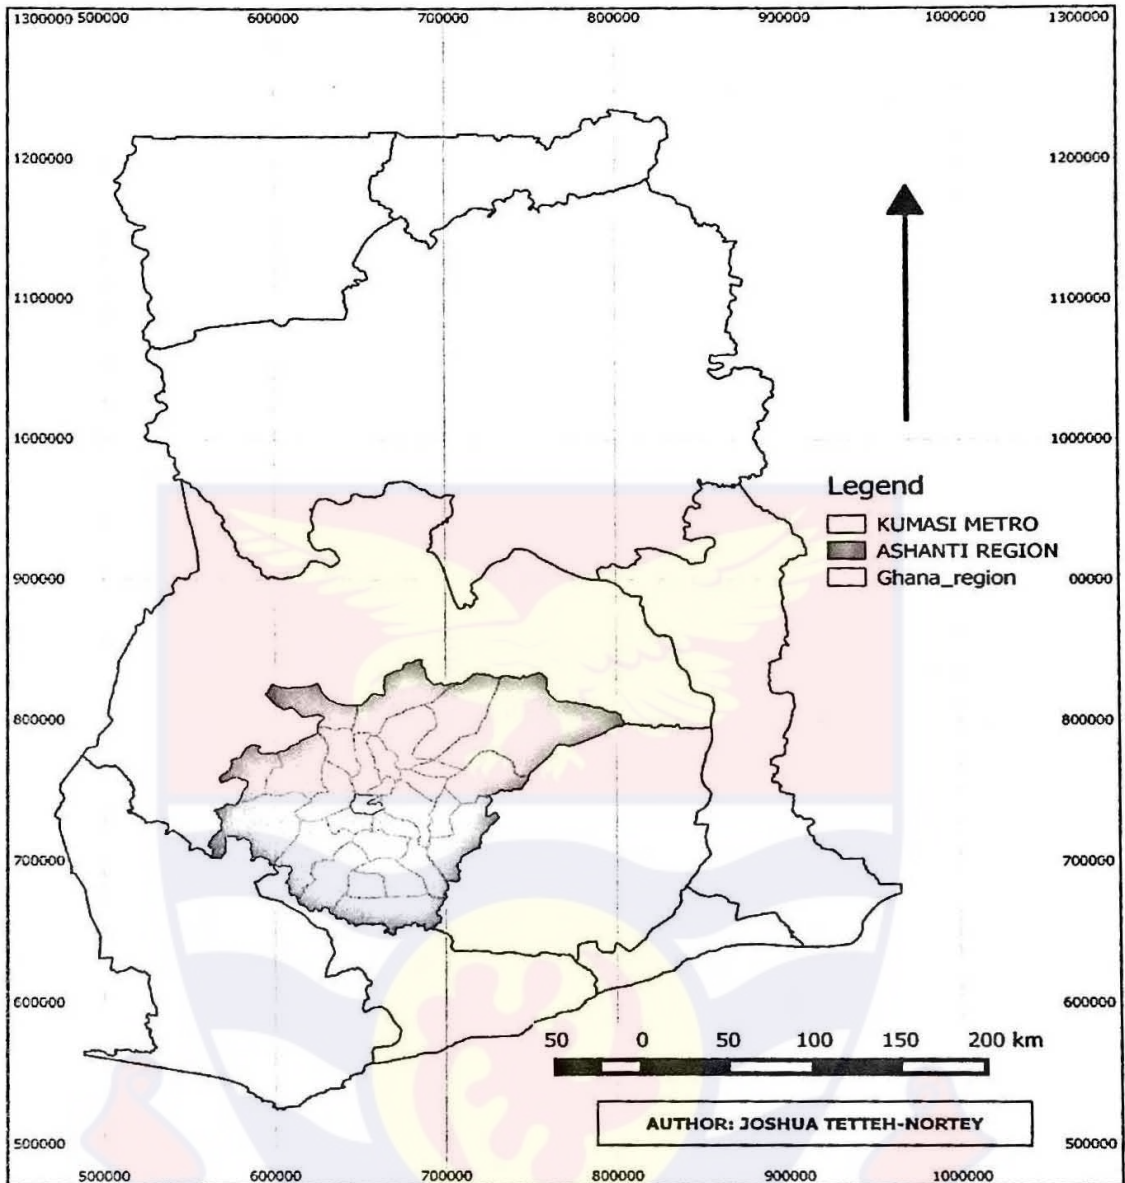 1300000 500000 600000 700000 800000 900000 1000000 1300000
1200000 1200000
1100000 1100000
1000000 1000000
Legend
KUMASI METRO
ASHANTI REGION
Ghana_region
900000 00000
800000 800000
700000 700000
600000 600000
50 0 50 100 150 200 km
AUTHOR: JOSHUA TETTEH-NORTEY
500000 500000
500000 600000 700000 800000 900000 1000000